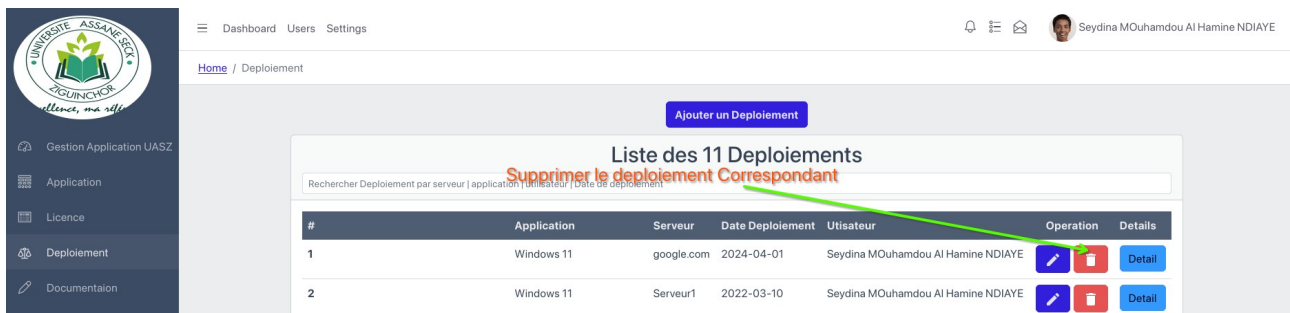 UNIVERSITE ASSANE SECK
ZIGUINCHOR
Dashboard Users Settings
Seydina MOuhamdou Al Hamine NDIAYE
Home / Deploiement
Ajouter un Deploiement
Gestion Application UASZ
Application
Licence
Deploiement
Documentaion
Liste des 11 Deploiements
Supprimer le deploiement Correspondant
Rechercher Deploiement par serveur | application | utilisateur | Date de deploiement
# Application Serveur Date Deploiement Utisateur Operation Details
1 Windows 11 google.com 2024-04-01 Seydina MOuhamdou Al Hamine NDIAYE Detail
2 Windows 11 Serveur1 2022-03-10 Seydina MOuhamdou Al Hamine NDIAYE Detail